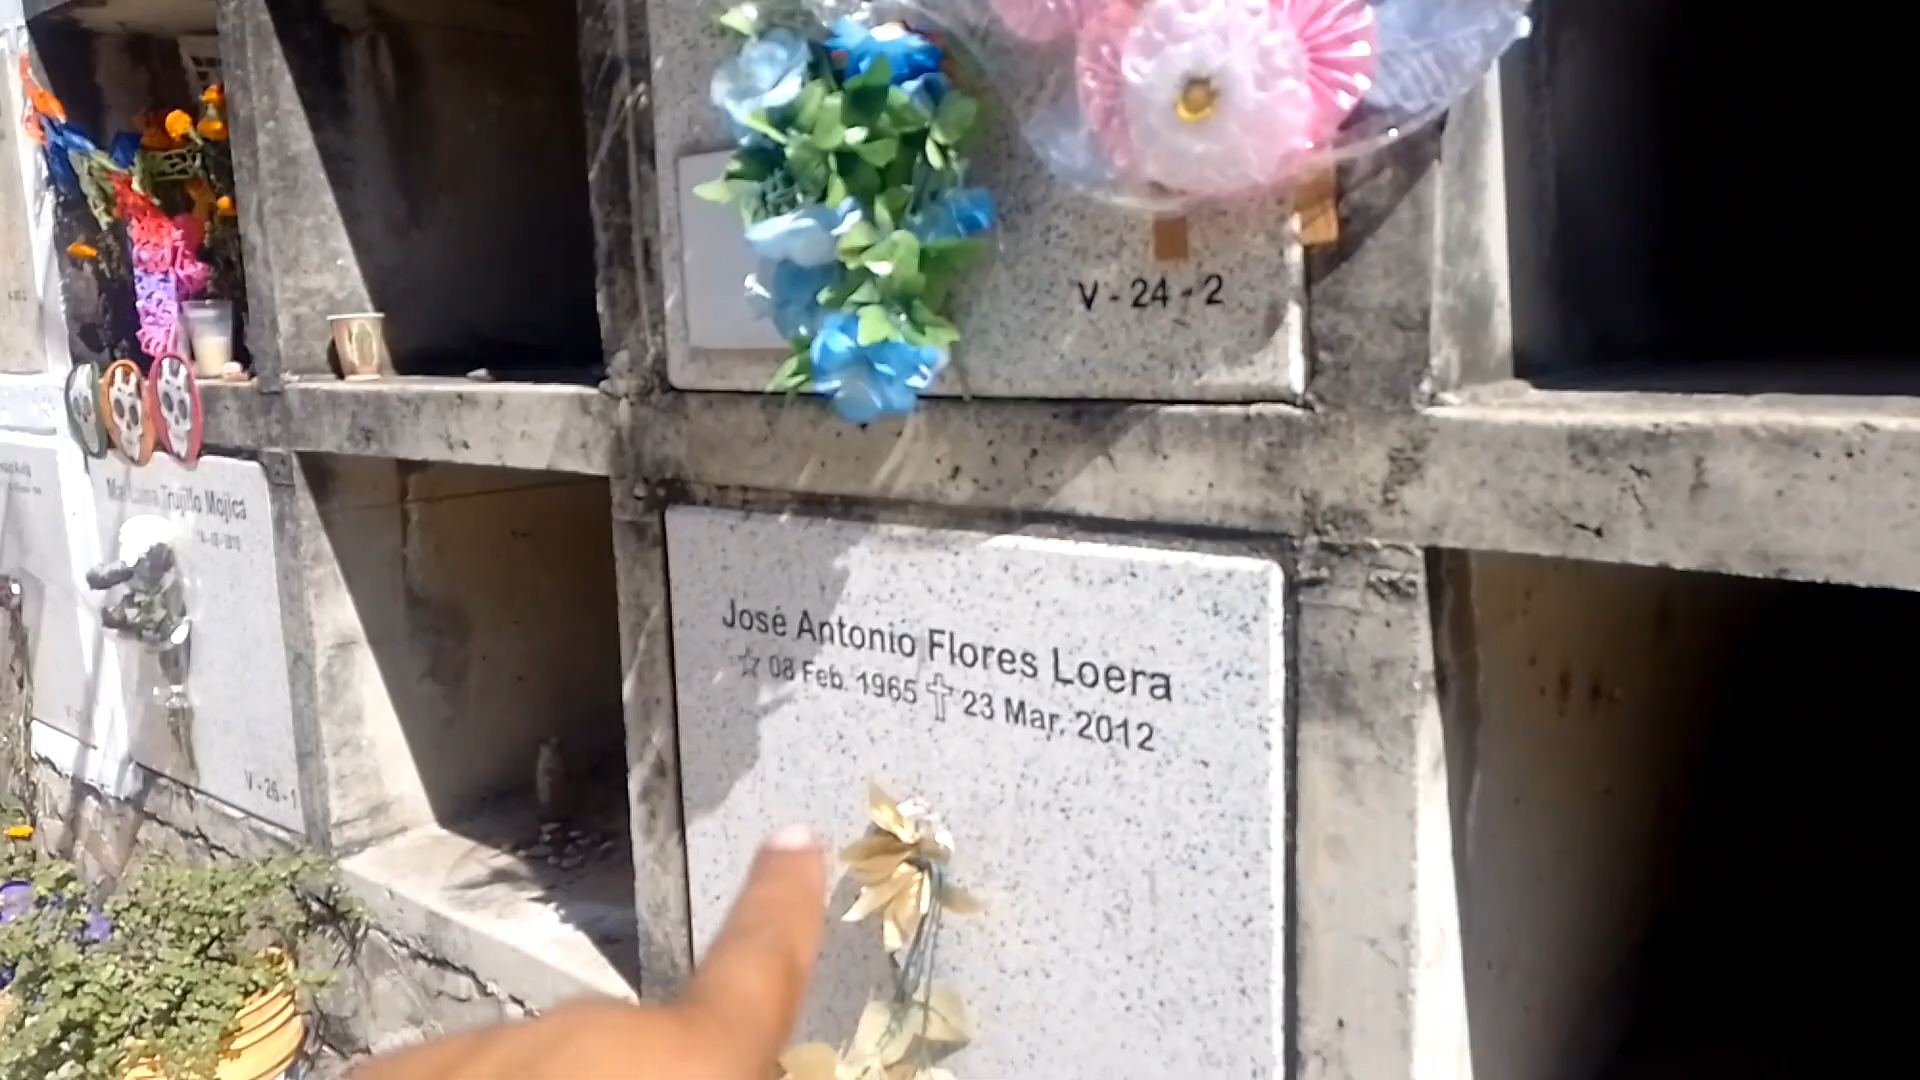 V - 24 - 2
Trujillo Mojica
V - 26 - 1
José Antonio Flores Loera
☆ 08 Feb. 1965 ✝ 23 Mar. 2012